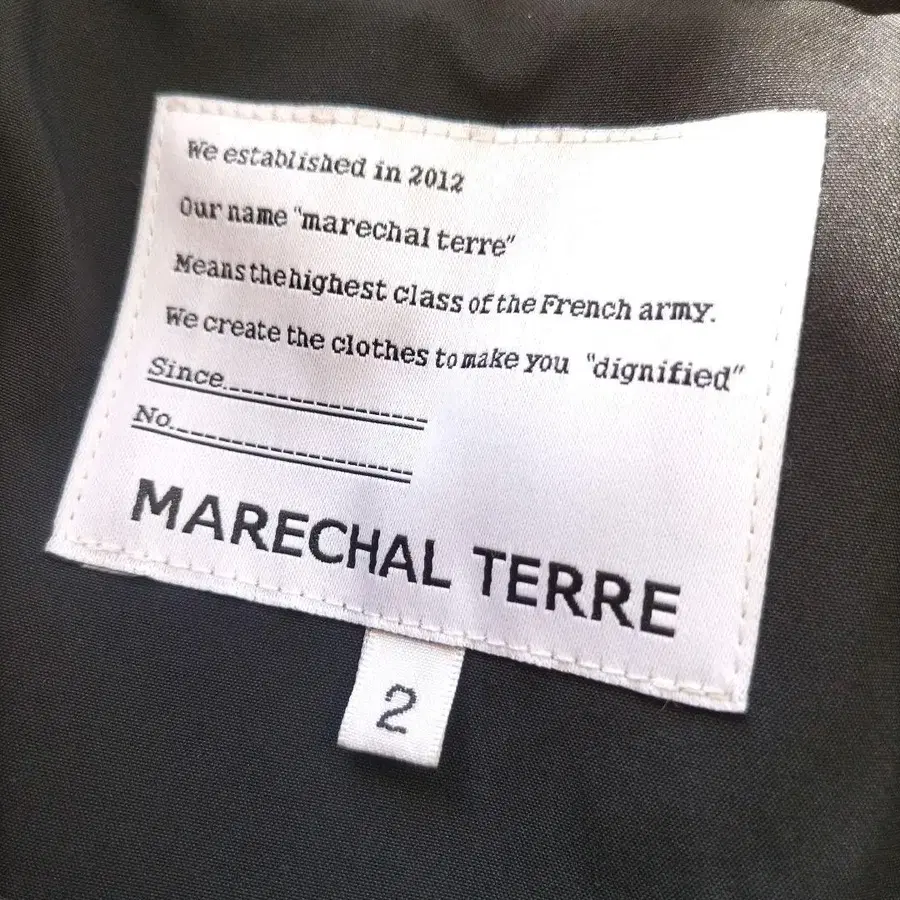 We established in 2012
Our name "marechal terre"
Means the highest class of the French army.
We create the clothes to make you "dignified"
Since
No.
MARECHAL TERRE
2